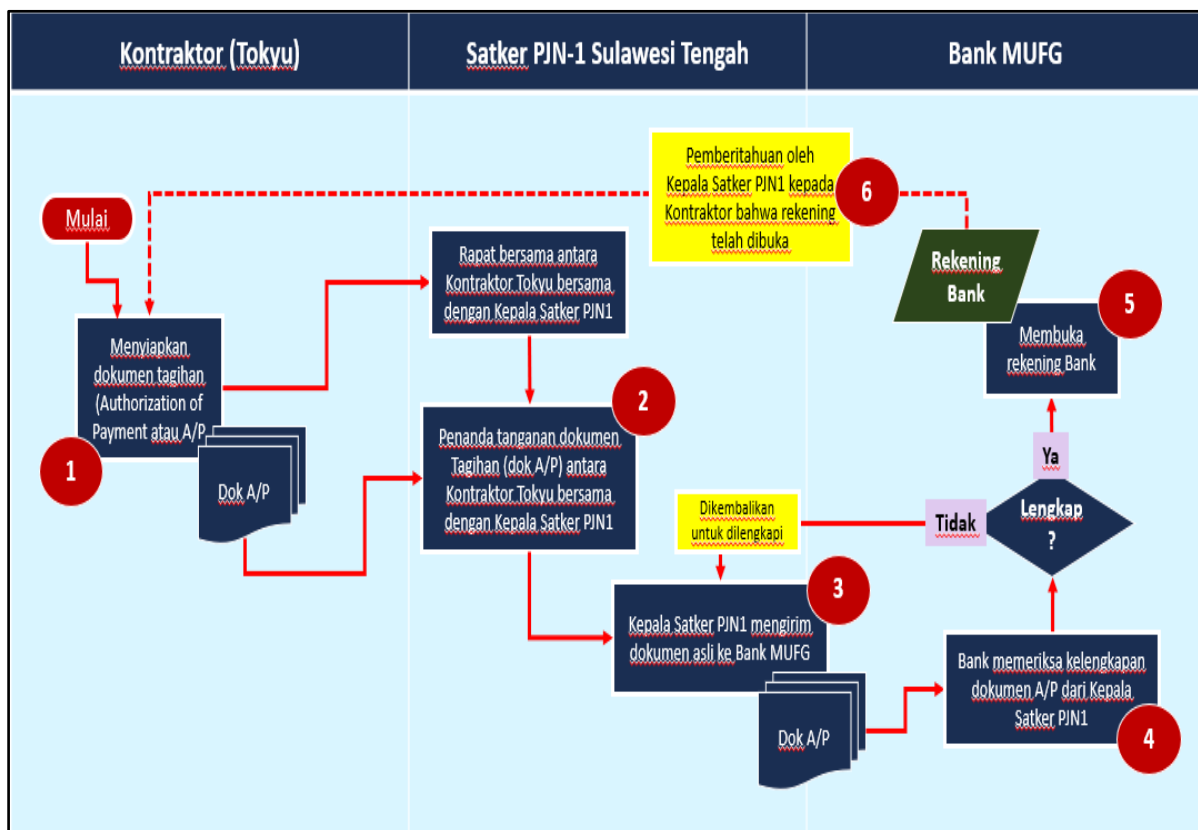 Kontraktor (Tokyu)
Satker PJN-1 Sulawesi Tengah
Bank MUFG
Mulai
Menyiapkan
dokumen tagihan
(Authorization of
Payment atau A/P
1
Dok A/P
Rapat bersama antara
Kontraktor Tokyu bersama
dengan Kepala Satker PJN1
2
Penanda tanganan dokumen
Tagihan (dok A/P) antara
Kontraktor Tokyu bersama
dengan Kepala Satker PJN1
Dikembalikan
untuk dilengkapi
3
Kepala Satker PJN1 mengirim
dokumen asli ke Bank MUFG
Dok A/P
Bank memeriksa kelengkapan
dokumen A/P dari Kepala
Satker PJN1
4
Lengkap
?
Tidak
Ya
Membuka
rekening Bank
5
Rekening
Bank
Pemberitahuan oleh
Kepala Satker PJN1 kepada
Kontraktor bahwa rekening
telah dibuka
6